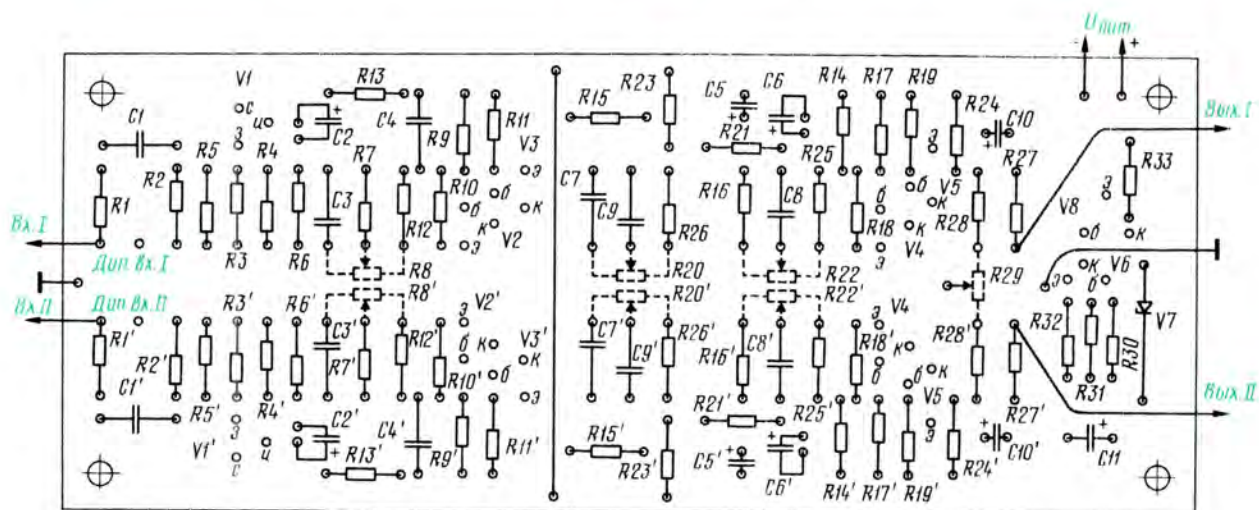 Uпит
- +
V1
R13
R23
C5
C6
R14
R17
R19
Вых. I
C1
с
и
+
C2
C4
R9
R11
R15
+
R21
+
R24
C10
+
з
V3
э
R33
R5
R4
R7
R25
э
R27
R2
R10
б
C7
R16
б
V5
э
R1
R3
R6
C3
R12
б
к
C9
C8
к
R28
V8
Вх. I
к
V2
R26
R18
к
V4
б
к
Доп. Вх. I
э
э
R8
R20
R22
R29
к
V6
Вх. II
Доп. Вх. II
R8'
R20'
R22'
э
б
R3'
R6'
V2'
V4
V7
R1'
C3'
R12'
э
C7'
R26'
C8'
R18'
э
R28'
R32
R30
R2'
R7'
б
к
V3'
C9'
R16'
к
к
C1'
R5'
R4'
R10'
б
б
б
V5
R31
Вых. II
э
R21'
R25'
R27'
V1'
з
и
C2'
+
C4'
R11'
R15'
э
+
с
R13'
R9'
R23'
C5'
+
C6'
+
R14'
R17'
R19'
R24'
C10'
+
C11